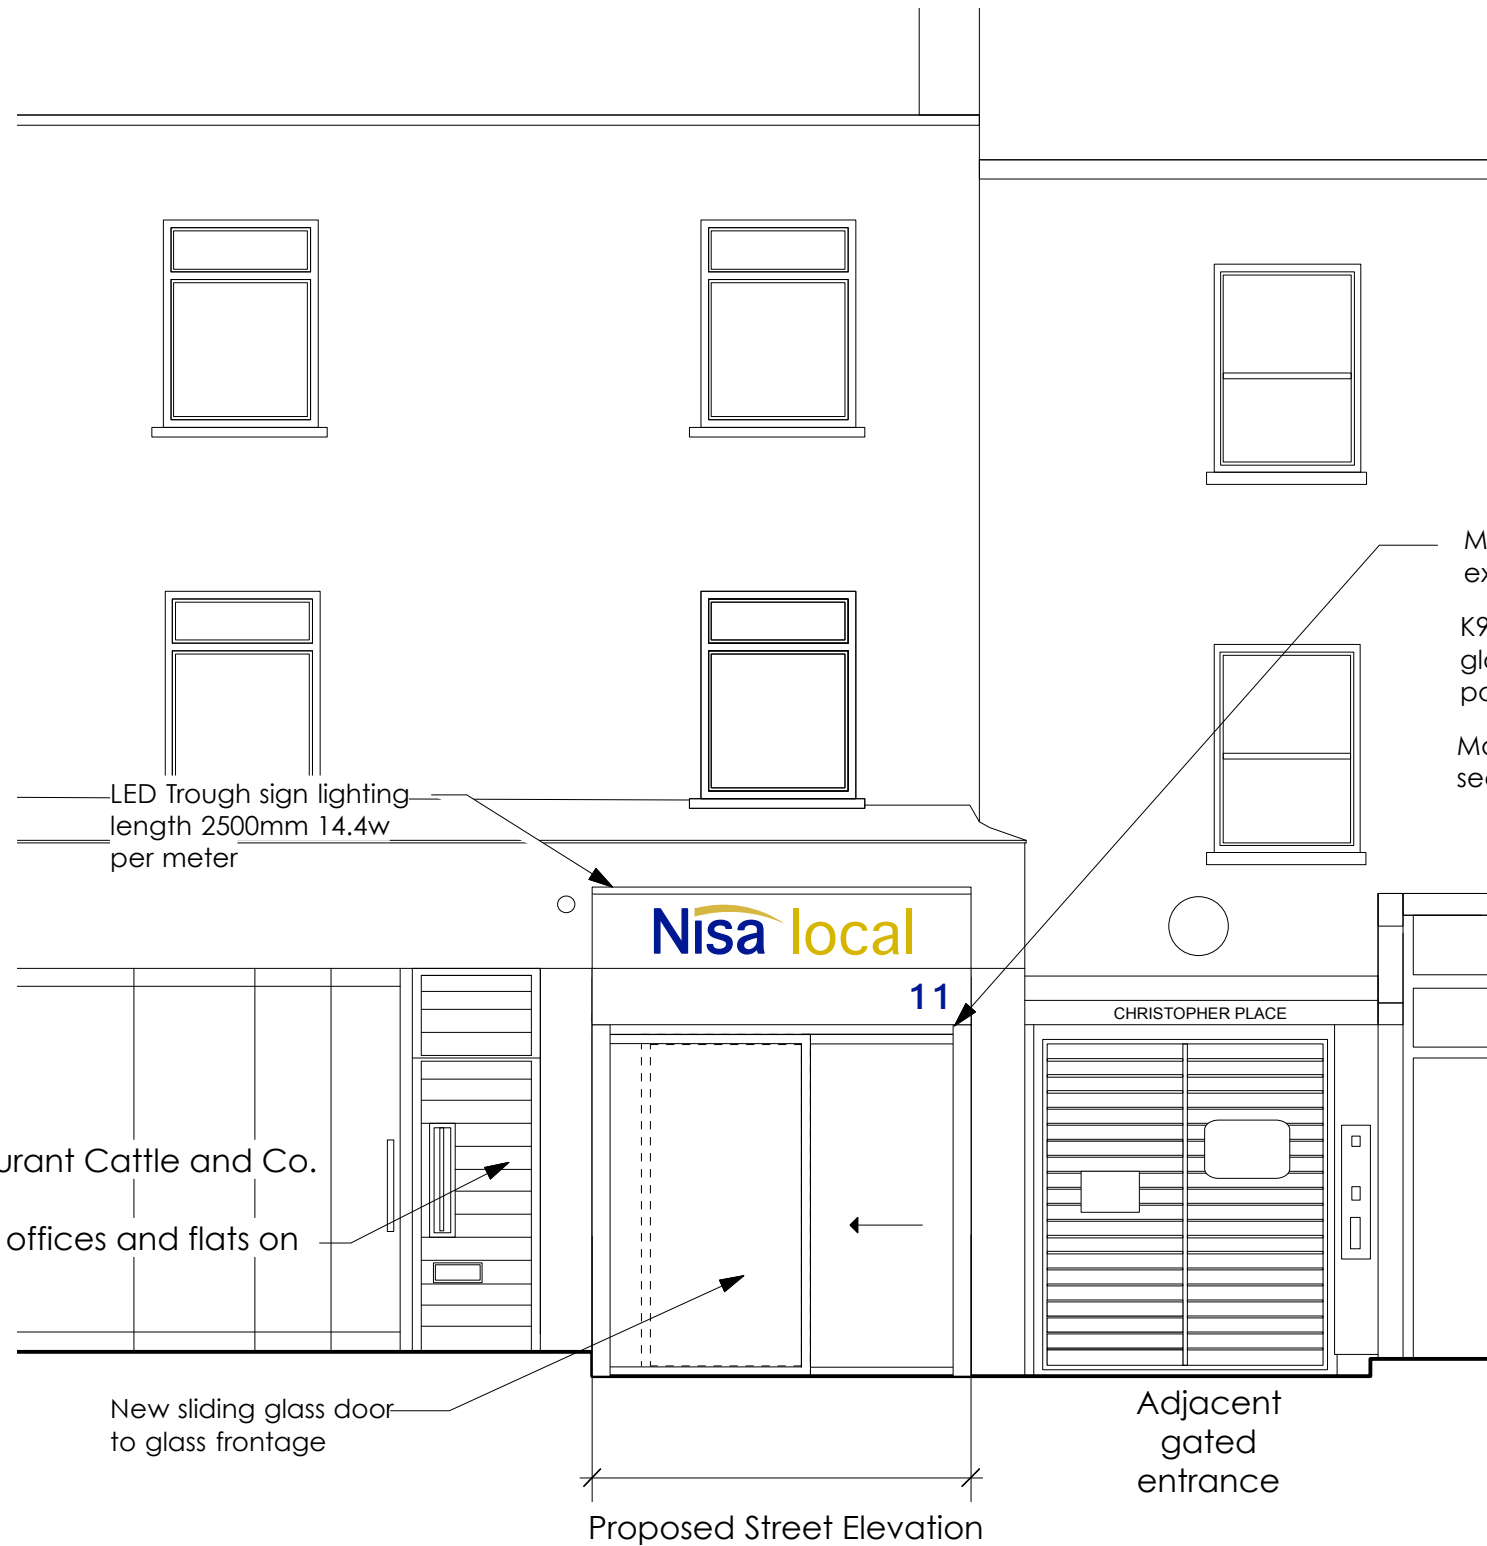 LED Trough sign lighting
length 2500mm 14.4w
per meter
Nisa local
11
CHRISTOPHER PLACE
Cattle and Co.
offices and flats on
New sliding glass door
to glass frontage
Adjacent
gated
entrance
Proposed Street Elevation